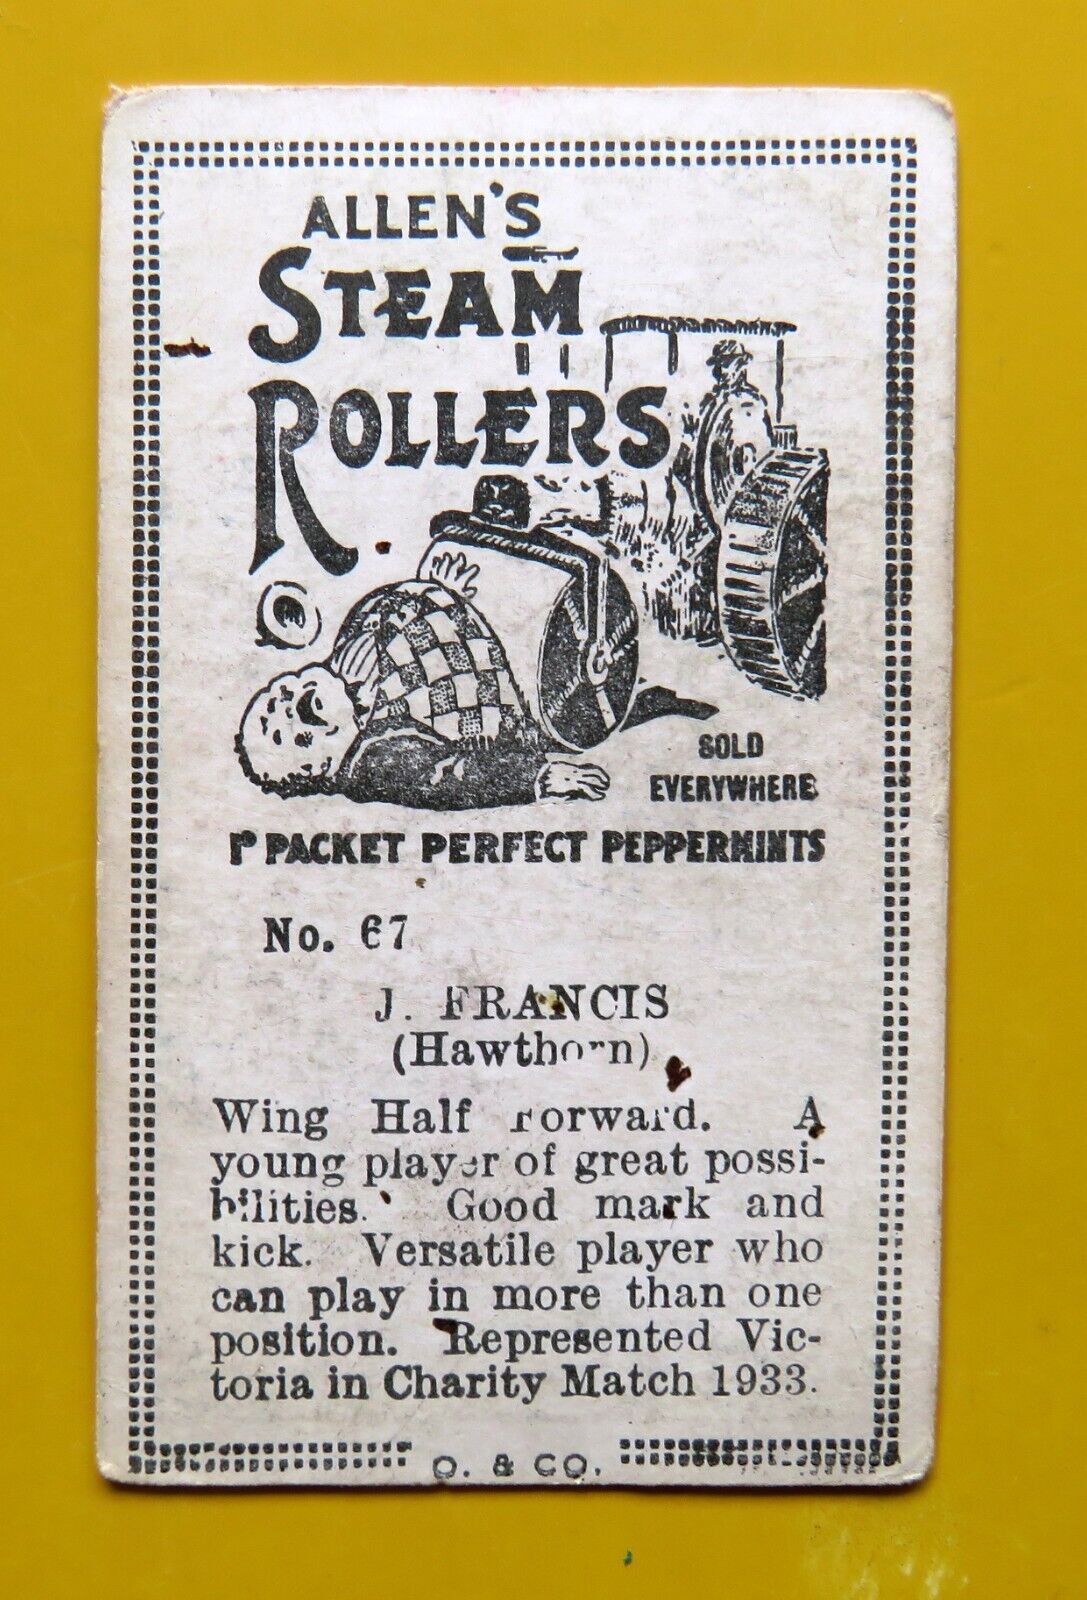 ALLEN'S
STEAM
ROLLERS
SOLD
EVERYWHERE
1ᴰ PACKET PERFECT PEPPERMINTS
No. 67
J. FRANCIS
(Hawthorn)
Wing Half Forward. A
young player of great possi-
bilities. Good mark and
kick. Versatile player who
can play in more than one
position. Represented Vic-
toria in Charity Match 1933.
O. & CO.